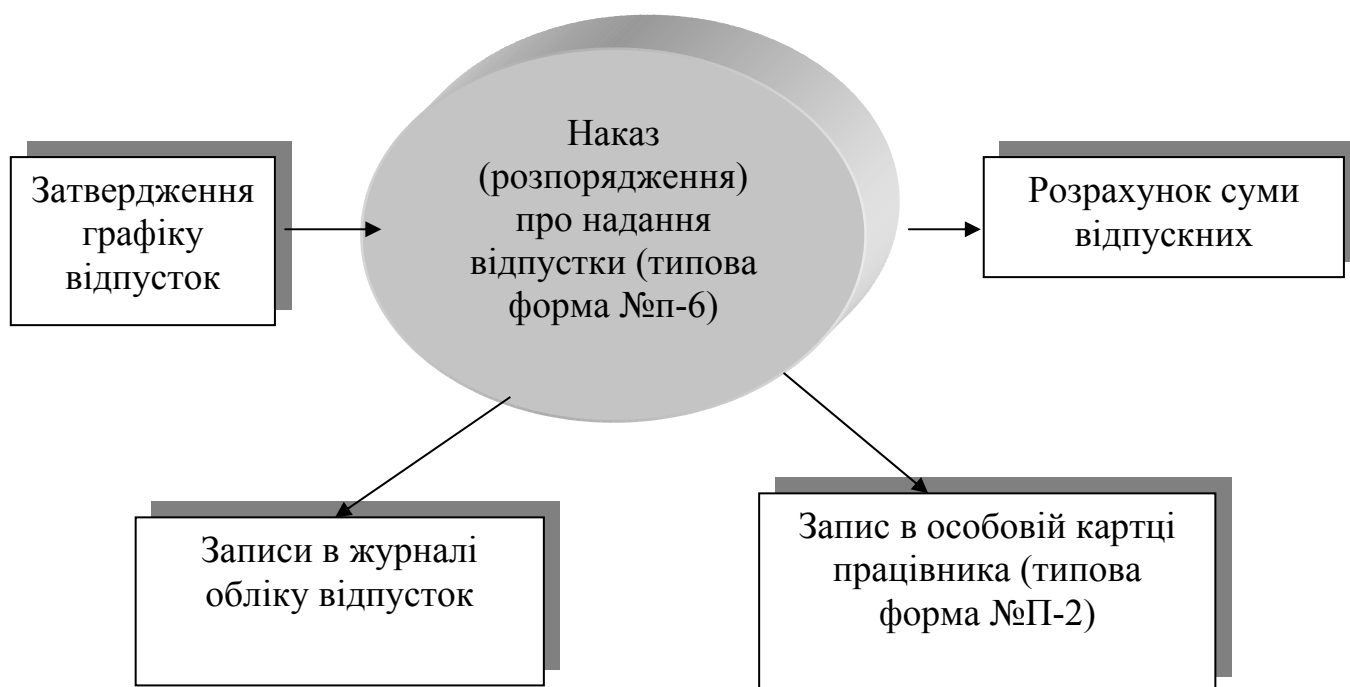 Наказ
(розпорядження)
про надання
відпустки (типова
форма №п-6)
Затвердження
графіку
відпусток
Розрахунок суми
відпускних
Записи в журналі
обліку відпусток
Запис в особовій картці
працівника (типова
форма №П-2)